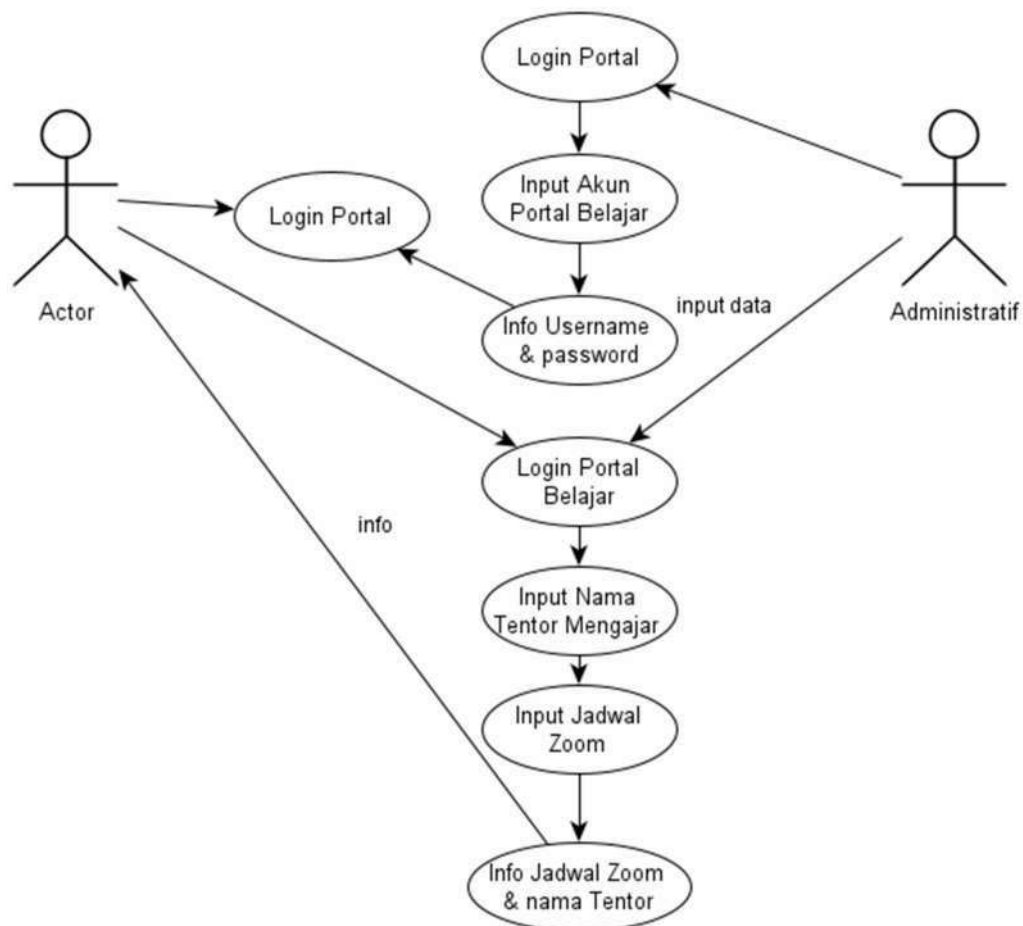 Login Portal
Input Akun
Portal Belajar
Login Portal
Actor
Info Username
& password
input data
Administratif
Login Portal
Belajar
info
Input Nama
Tentor Mengajar
Input Jadwal
Zoom
Info Jadwal Zoom
& nama Tentor